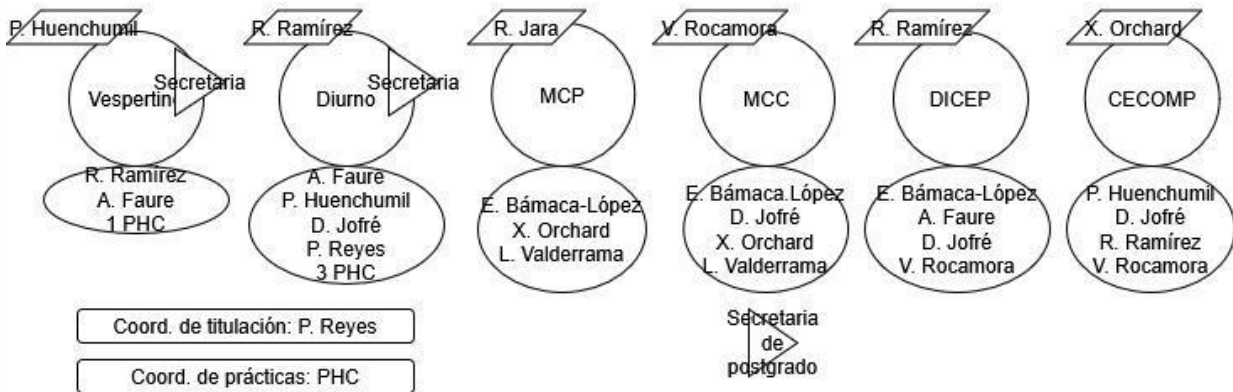 P. Huenchumil
Vespertino
Secretaria
R. Ramírez
A. Faure
1 PHC
R. Ramírez
Diurno
Secretaria
A. Faure
P. Huenchumil
D. Jofré
P. Reyes
3 PHC
R. Jara
MCP
E. Bámaca-López
X. Orchard
L. Valderrama
V. Rocamora
MCC
E. Bámaca.López
D. Jofré
X. Orchard
L. Valderrama
R. Ramírez
DICEP
E. Bámaca-López
A. Faure
D. Jofré
V. Rocamora
X. Orchard
CECOMP
P. Huenchumil
D. Jofré
R. Ramírez
V. Rocamora
Coord. de titulación: P. Reyes
Coord. de prácticas: PHC
Secretaria
de
postgrado